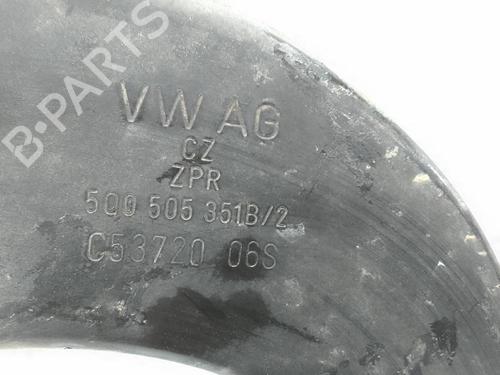 B-PARTS
VW AG
CZ
ZPR
5Q0 505 351B/2
C53720 06S